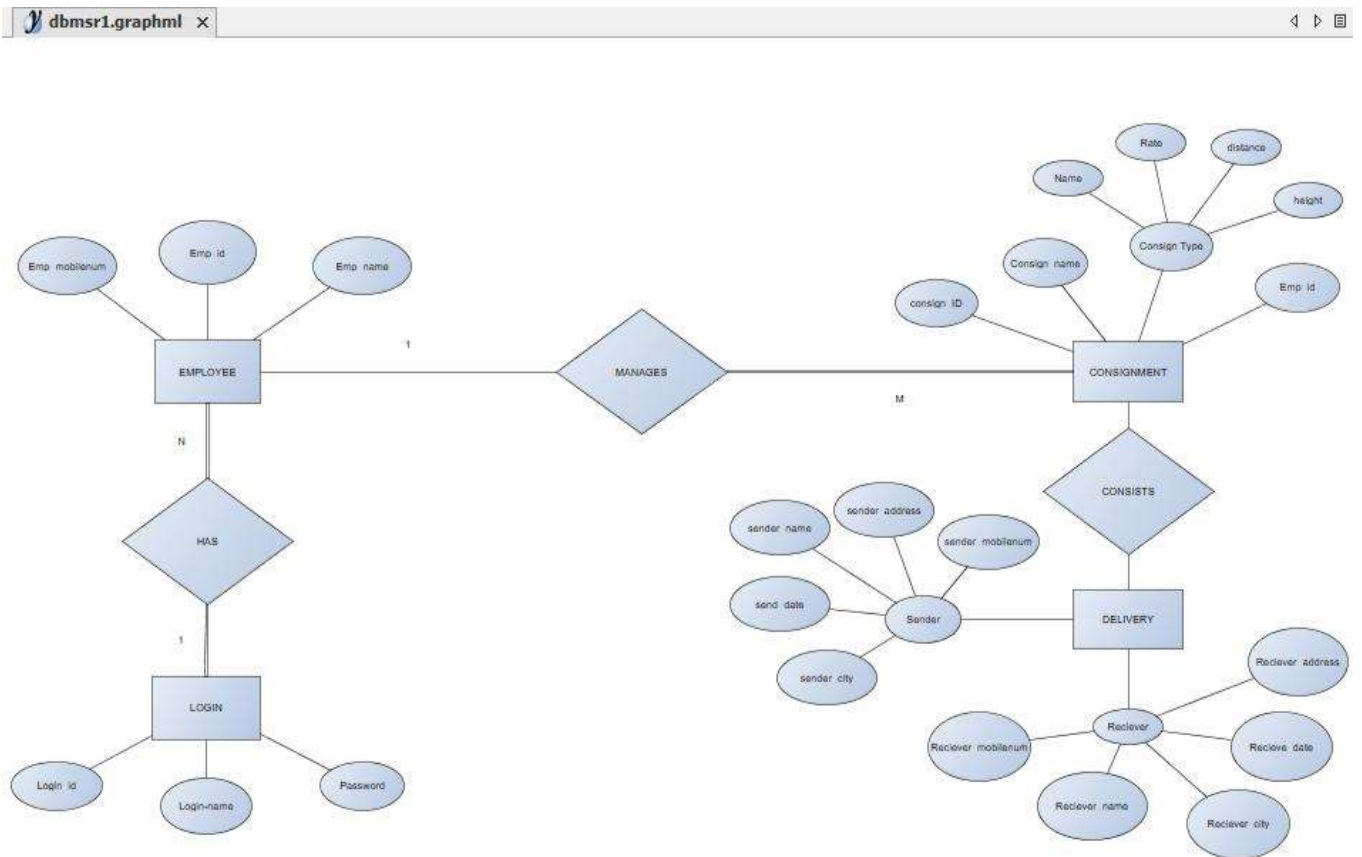 dbmsr1.graphml
Rate
distance
Name
height
Consign Type
Emp id
Emp mobilenum
Emp name
Consign name
Emp id
consign ID
1
EMPLOYEE
MANAGES
CONSIGNMENT
M
N
CONSISTS
sender address
sender name
sender mobilenum
HAS
send date
Sender
DELIVERY
1
Reciever address
sender city
LOGIN
Reciever
Reciever mobilenum
Recieve date
Login id
Login-name
Password
Reciever name
Reciever city